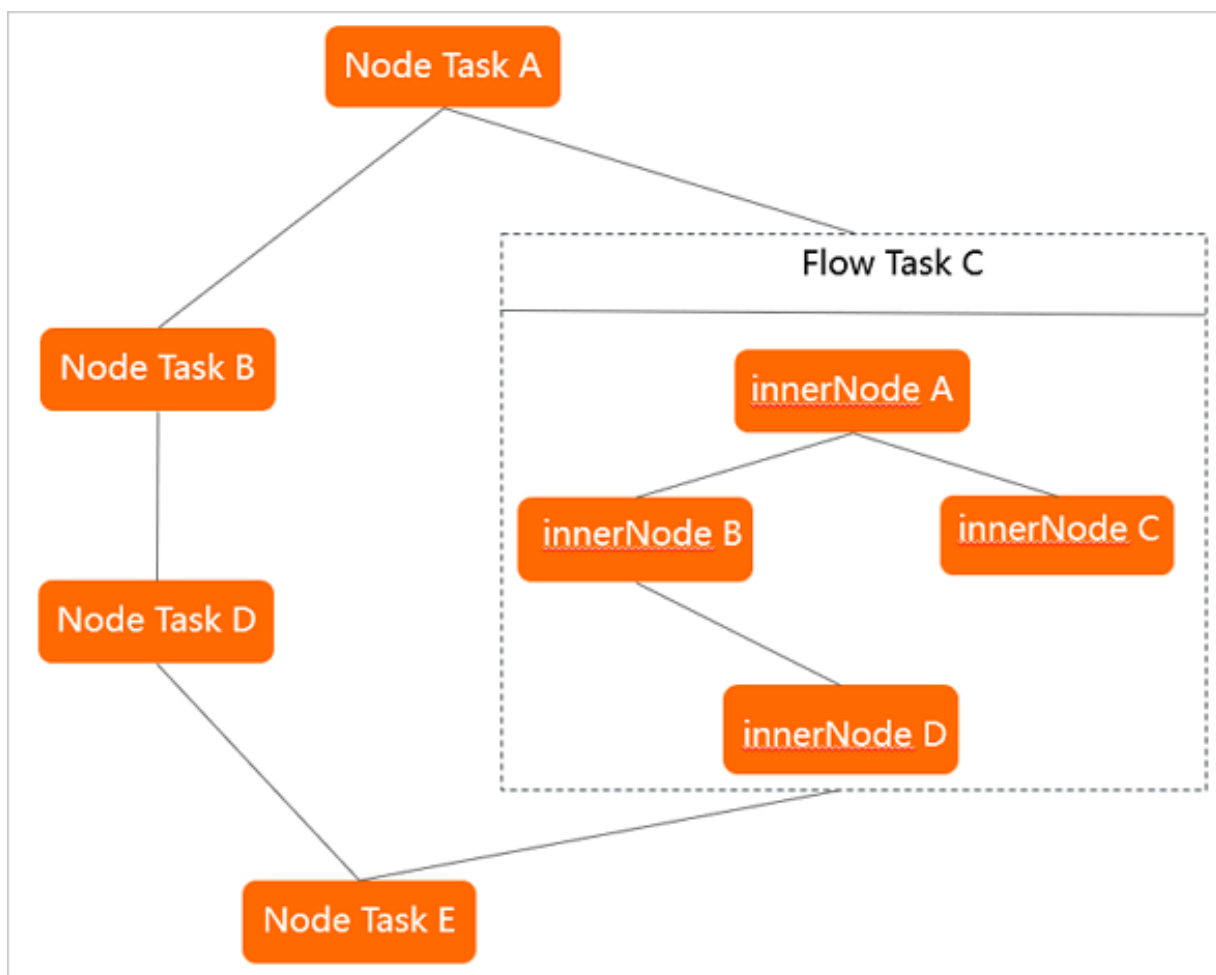 Node Task A
Flow Task C
Node Task B
innerNode A
innerNode B
innerNode C
Node Task D
innerNode D
Node Task E